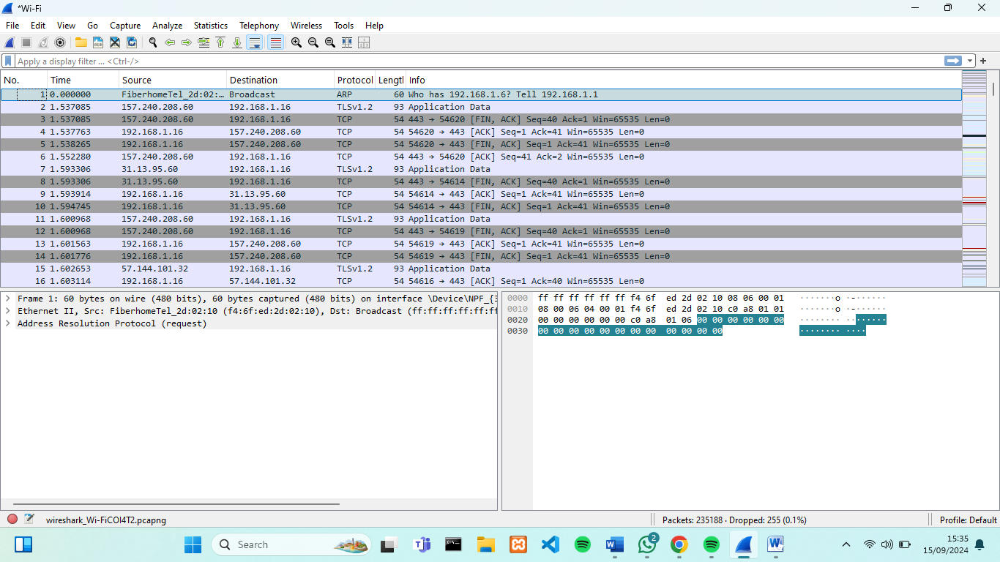 *Wi-Fi
File Edit View Go Capture Analyze Statistics Telephony Wireless Tools Help
Apply a display filter ... <Ctrl-/>
No. Time Source Destination Protocol Lengtl Info
1 0.000000 FiberhomeTel_2d:02:… Broadcast ARP 60 Who has 192.168.1.6? Tell 192.168.1.1
2 1.537085 157.240.208.60 192.168.1.16 TLSv1.2 93 Application Data
3 1.537085 157.240.208.60 192.168.1.16 TCP 54 443 → 54620 [FIN, ACK] Seq=40 Ack=1 Win=65535 Len=0
4 1.537763 192.168.1.16 157.240.208.60 TCP 54 54620 → 443 [ACK] Seq=1 Ack=41 Win=65535 Len=0
5 1.538265 192.168.1.16 157.240.208.60 TCP 54 54620 → 443 [FIN, ACK] Seq=1 Ack=41 Win=65535 Len=0
6 1.552280 157.240.208.60 192.168.1.16 TCP 54 443 → 54620 [ACK] Seq=41 Ack=2 Win=65535 Len=0
7 1.593306 31.13.95.60 192.168.1.16 TLSv1.2 93 Application Data
8 1.593306 31.13.95.60 192.168.1.16 TCP 54 443 → 54614 [FIN, ACK] Seq=40 Ack=1 Win=65535 Len=0
9 1.593914 192.168.1.16 31.13.95.60 TCP 54 54614 → 443 [ACK] Seq=1 Ack=41 Win=65535 Len=0
10 1.594745 192.168.1.16 31.13.95.60 TCP 54 54614 → 443 [FIN, ACK] Seq=1 Ack=41 Win=65535 Len=0
11 1.600968 157.240.208.60 192.168.1.16 TLSv1.2 93 Application Data
12 1.600968 157.240.208.60 192.168.1.16 TCP 54 443 → 54619 [FIN, ACK] Seq=40 Ack=1 Win=65535 Len=0
13 1.601563 192.168.1.16 157.240.208.60 TCP 54 54619 → 443 [ACK] Seq=1 Ack=41 Win=65535 Len=0
14 1.601776 192.168.1.16 157.240.208.60 TCP 54 54619 → 443 [FIN, ACK] Seq=1 Ack=41 Win=65535 Len=0
15 1.602653 57.144.101.32 192.168.1.16 TLSv1.2 93 Application Data
16 1.603114 192.168.1.16 57.144.101.32 TCP 54 54616 → 443 [ACK] Seq=1 Ack=40 Win=65535 Len=0
Frame 1: 60 bytes on wire (480 bits), 60 bytes captured (480 bits) on interface \Device\NPF_{3
Ethernet II, Src: FiberhomeTel_2d:02:10 (f4:6f:ed:2d:02:10), Dst: Broadcast (ff:ff:ff:ff:ff:ff
Address Resolution Protocol (request)
0000 ff ff ff ff ff ff f4 6f ed 2d 02 10 08 06 00 01 ·······o ·-······
0010 08 00 06 04 00 01 f4 6f ed 2d 02 10 c0 a8 01 01 ·······o ·-······
0020 00 00 00 00 00 00 c0 a8 01 06 00 00 00 00 00 00 ········ ········
0030 00 00 00 00 00 00 00 00 00 00 00 00 ········ ····
wireshark_Wi-FiCOI4T2.pcapng
Packets: 235188 · Dropped: 255 (0.1%)
Profile: Default
Search
2
15:35
15/09/2024